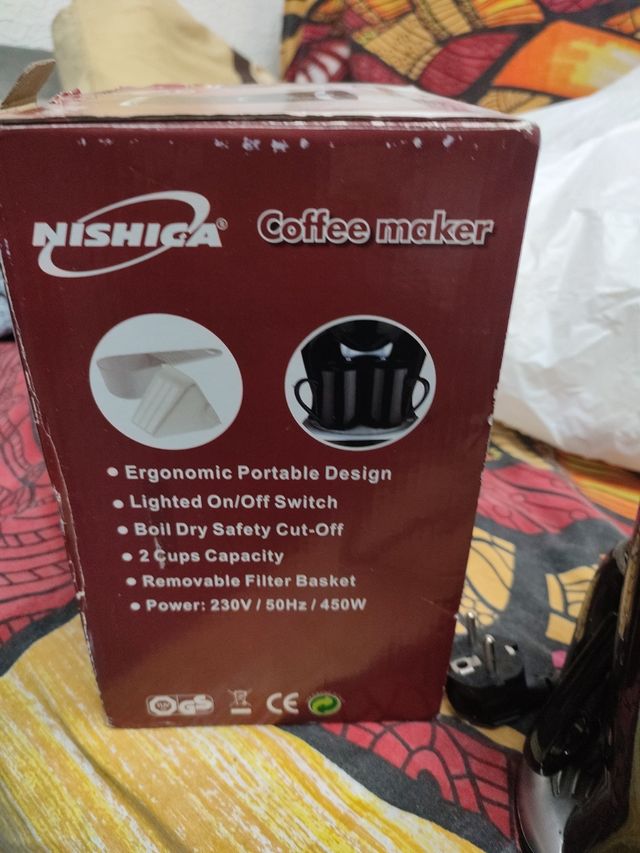 NISHIGA®
Coffee maker
• Ergonomic Portable Design
• Lighted On/Off Switch
• Boil Dry Safety Cut-Off
• 2 Cups Capacity
• Removable Filter Basket
• Power: 230V / 50Hz / 450W
GS CE